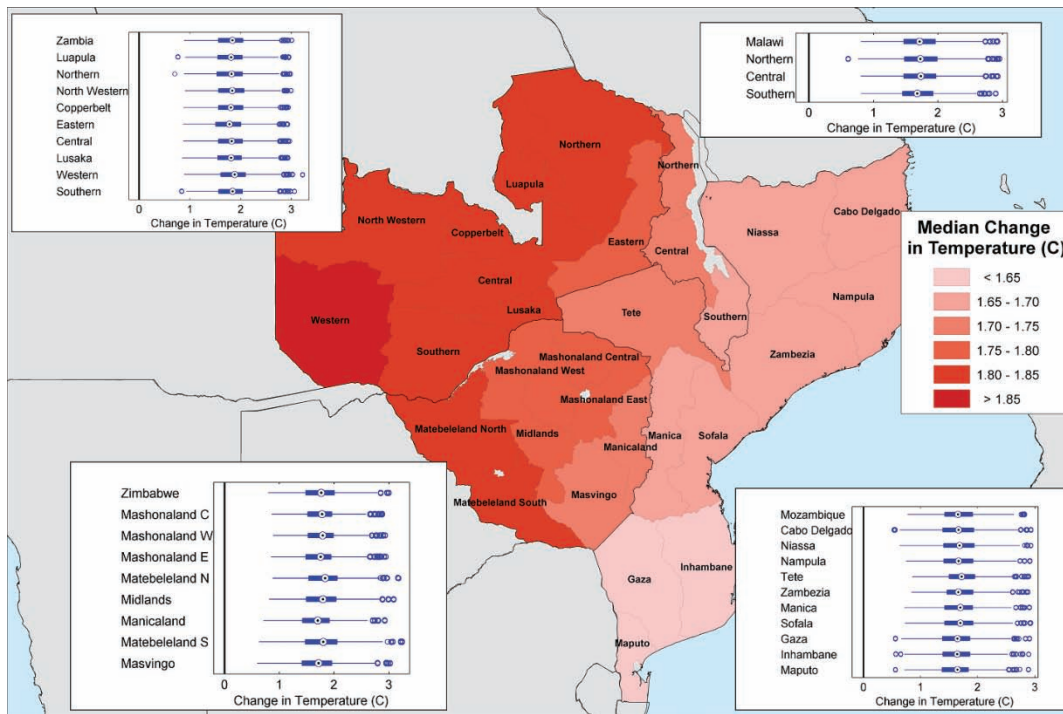 Zambia
Luapula
Northern
North Western
Copperbelt
Eastern
Central
Lusaka
Western
Southern
0 1 2 3
Change in Temperature (C)
Malawi
Northern
Central
Southern
0 1 2 3
Change in Temperature (C)
Northern
Luapula
North Western
Copperbelt
Eastern
Central
Lusaka
Western
Southern
Northern
Central
Southern
Cabo Delgado
Niassa
Nampula
Zambezia
Tete
Mashonaland Central
Mashonaland West
Mashonaland East
Matebeleland North
Midlands
Manicaland
Manica
Sofala
Masvingo
Matebeleland South
Gaza
Inhambane
Maputo
Median Change
in Temperature (C)
< 1.65
1.65 - 1.70
1.70 - 1.75
1.75 - 1.80
1.80 - 1.85
> 1.85
Zimbabwe
Mashonaland C
Mashonaland W
Mashonaland E
Matebeleland N
Midlands
Manicaland
Matebeleland S
Masvingo
0 1 2 3
Change in Temperature (C)
Mozambique
Cabo Delgado
Niassa
Nampula
Tete
Zambezia
Manica
Sofala
Gaza
Inhambane
Maputo
0 1 2 3
Change in Temperature (C)